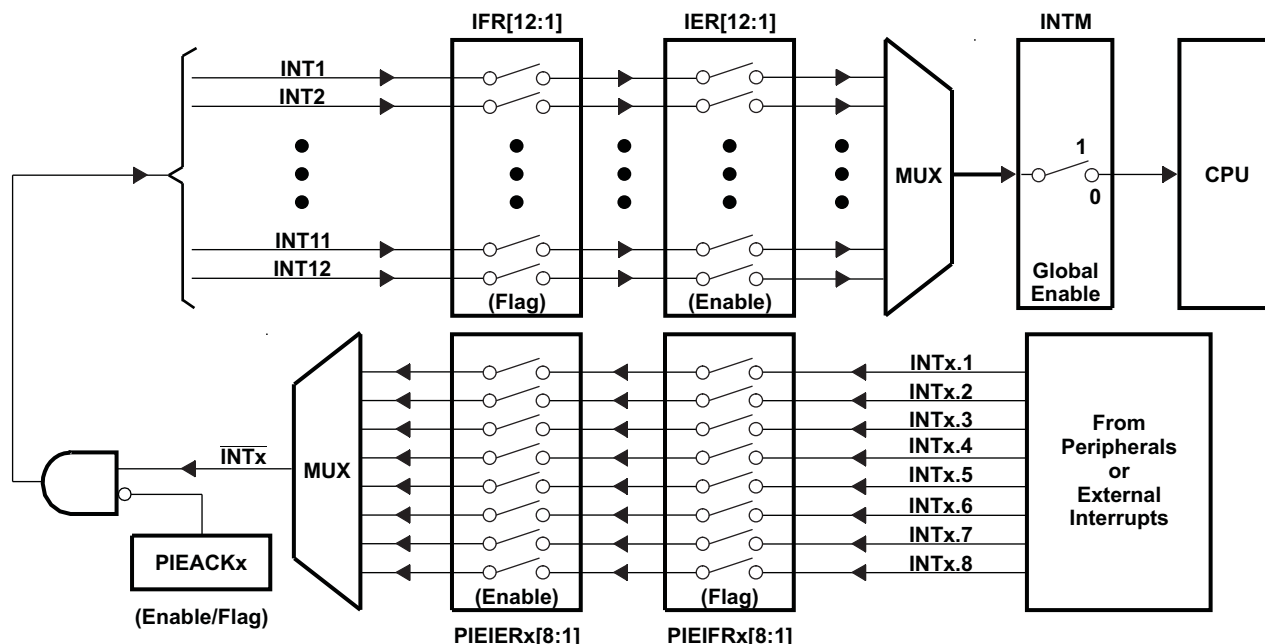 IFR[12:1]
IER[12:1]
INTM
INT1
INT2
INT11
INT12
(Flag)
(Enable)
MUX
1
0
Global
Enable
CPU
INTx.1
INTx.2
INTx.3
INTx.4
INTx.5
INTx.6
INTx.7
INTx.8
From
Peripherals
or
External
Interrupts
MUX
INTx
PIEACKx
(Enable/Flag)
(Enable)
(Flag)
PIEIERx[8:1]
PIEIFRx[8:1]